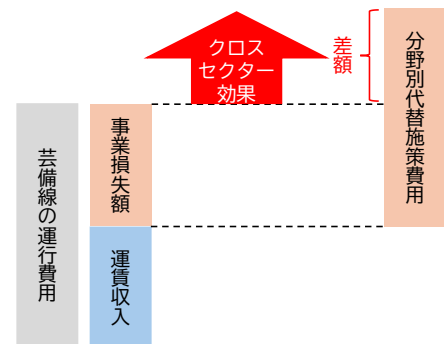 クロス
セクター
効果
差額
分野別代替施策費用
事業損失額
芸備線の運行費用
運賃収入